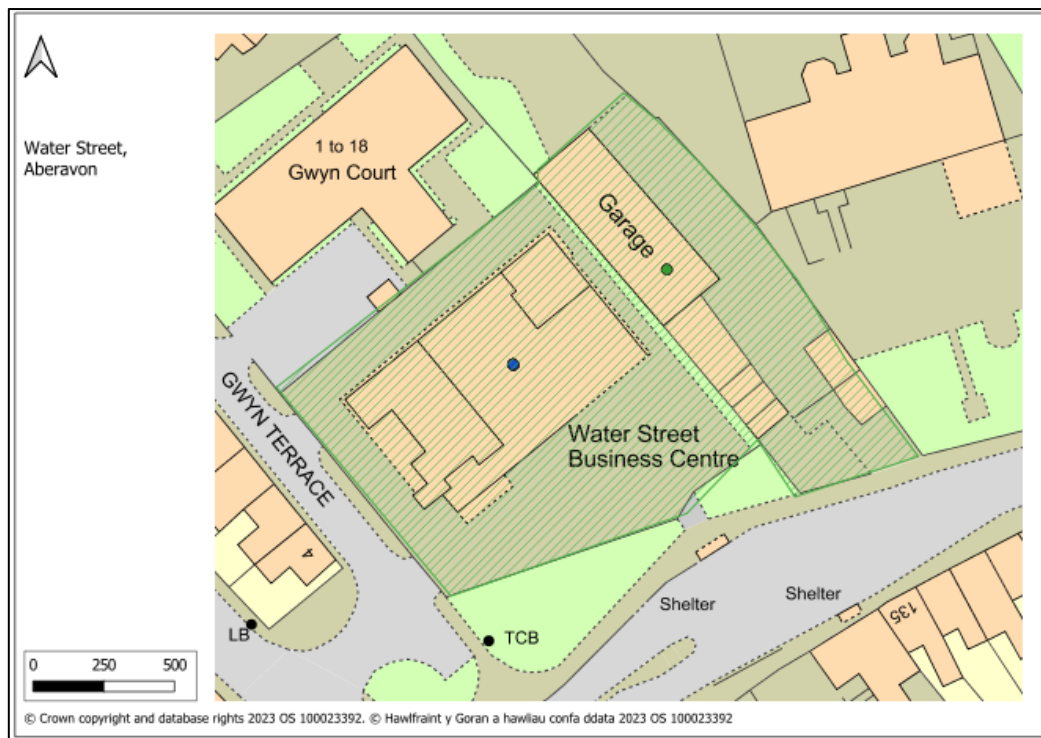 Water Street,
Aberavon
1 to 18
Gwyn Court
Garage
GWYN TERRACE
Water Street
Business Centre
4
LB
TCB
Shelter
Shelter
135
0 250 500
© Crown copyright and database rights 2023 OS 100023392. © Hawlfraint y Goran a hawliau confa ddata 2023 OS 100023392